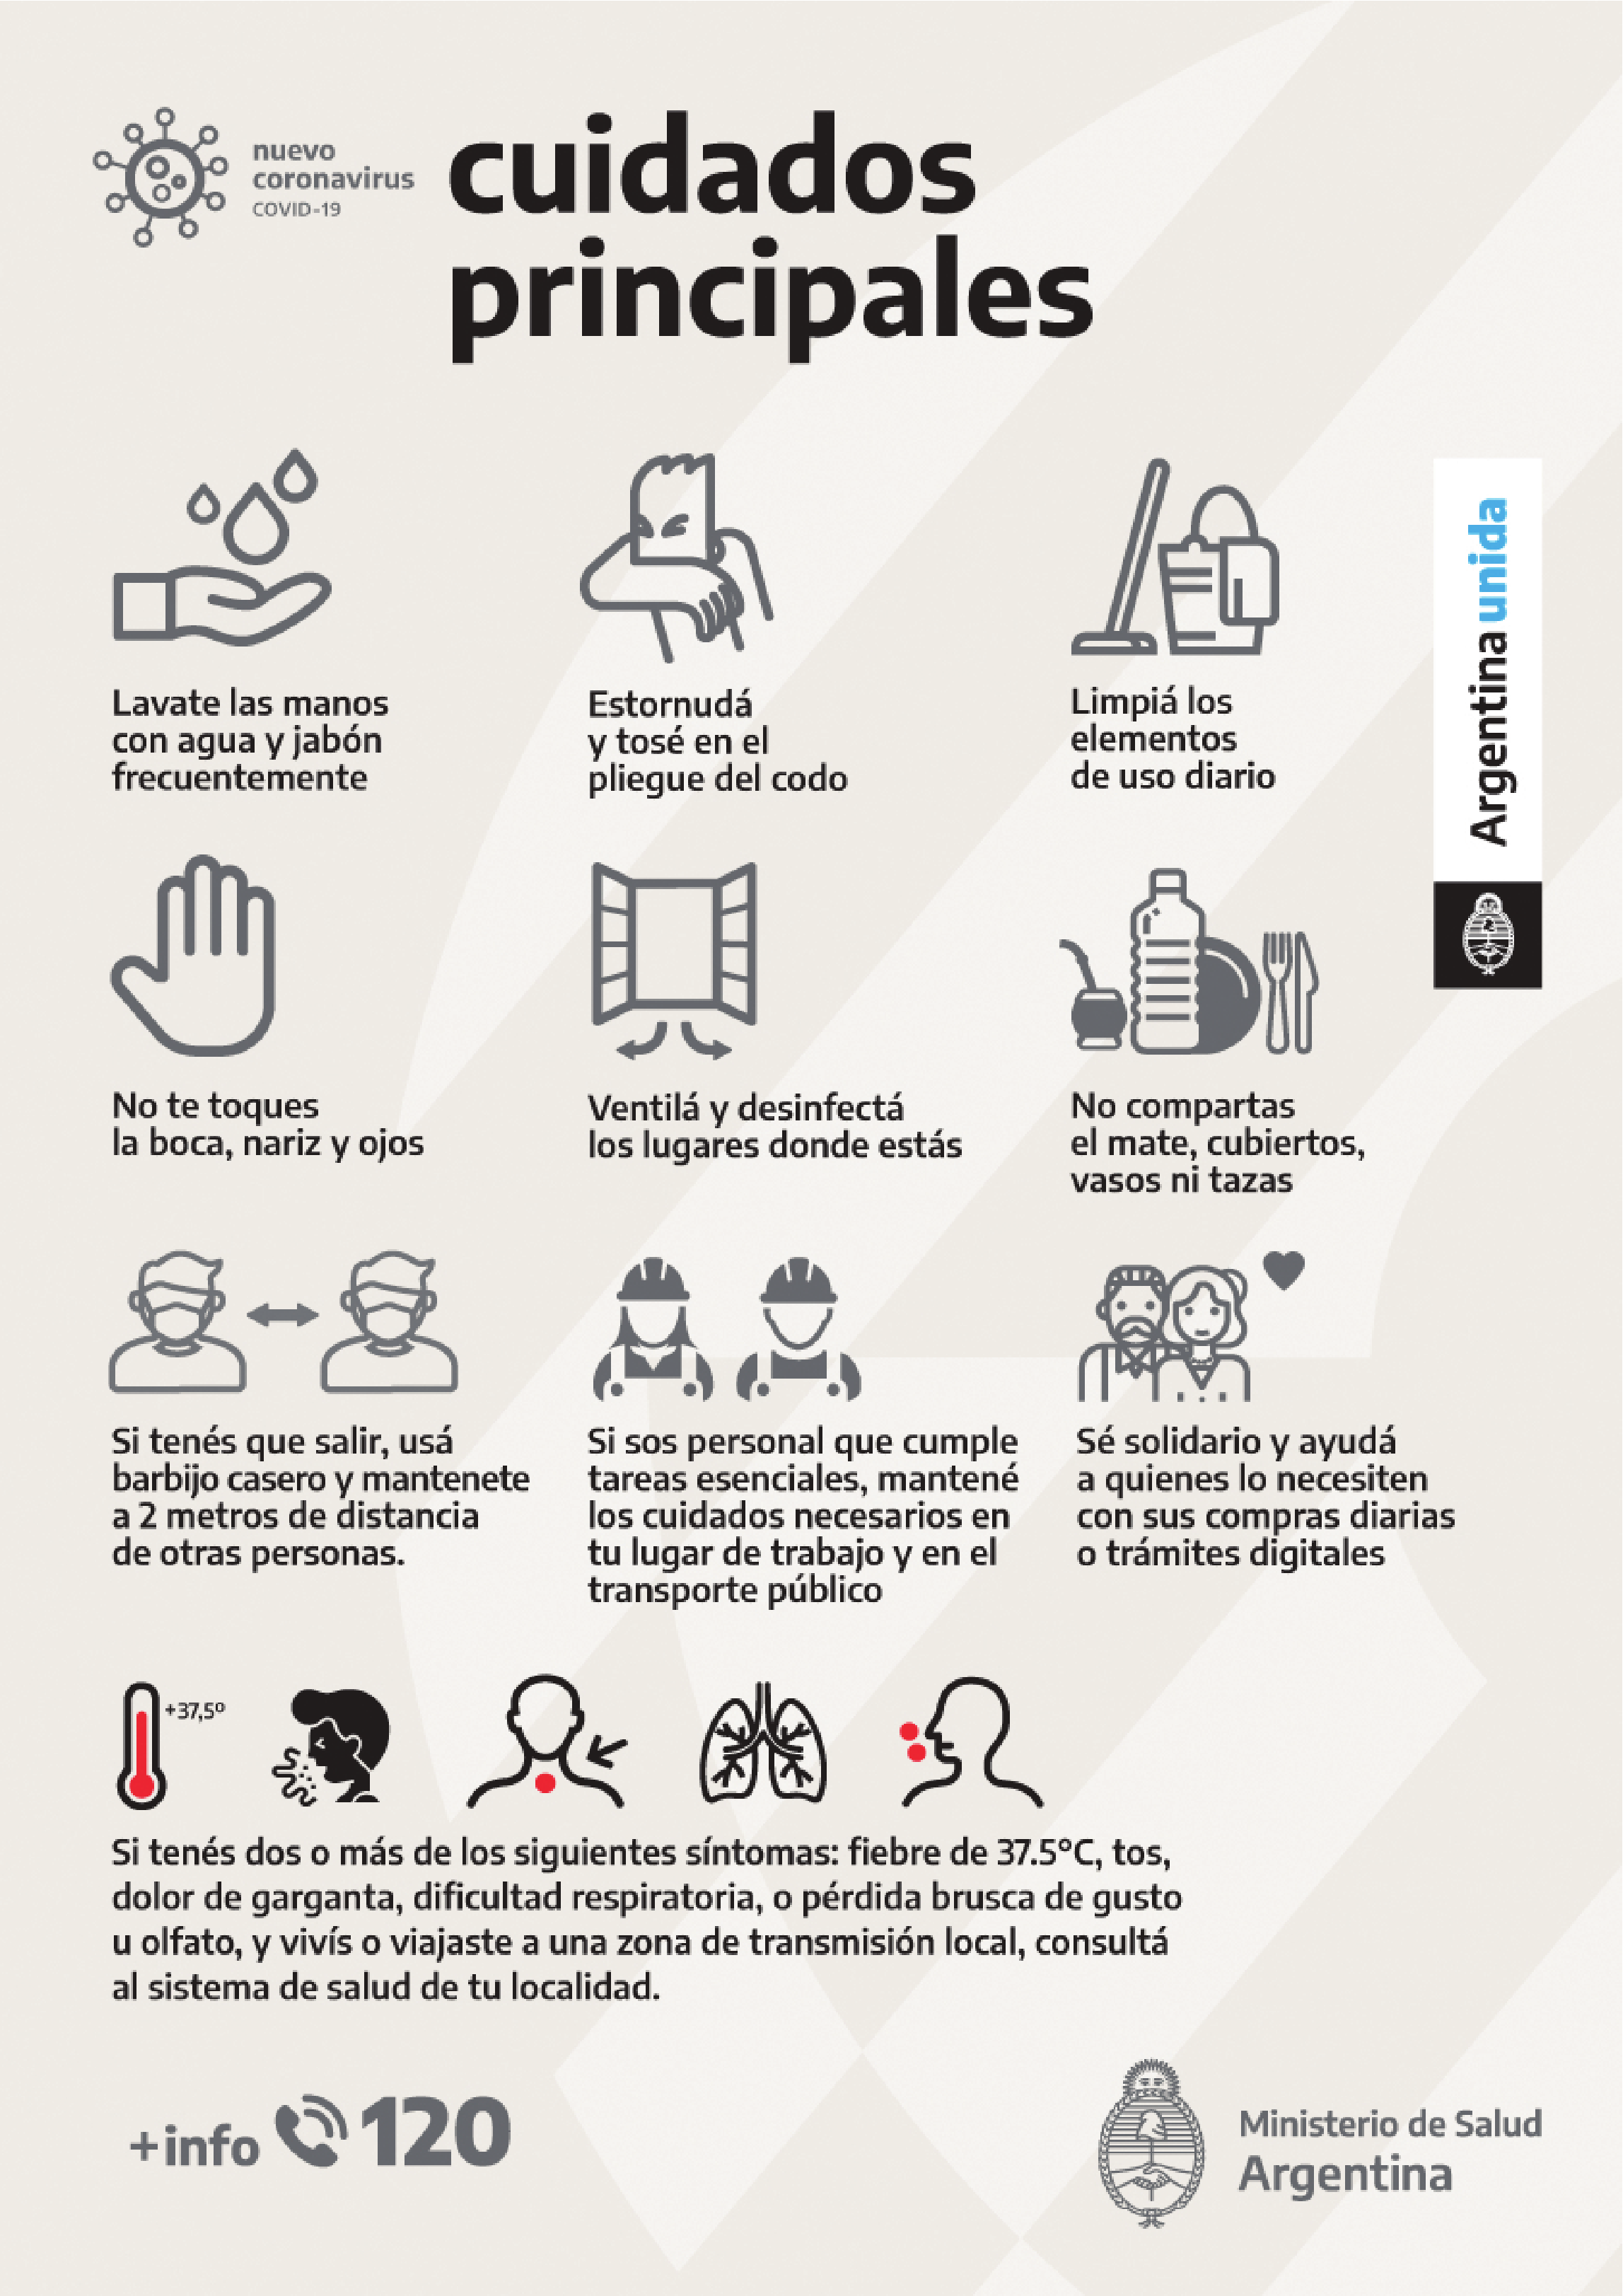 nuevo
coronavirus
COVID-19
cuidados
principales
Lavate las manos
con agua y jabón
frecuentemente
Estornudá
y tosé en el
pliegue del codo
Limpiá los
elementos
de uso diario
Argentina unida
No te toques
la boca, nariz y ojos
Ventilá y desinfectá
los lugares donde estás
No compartas
el mate, cubiertos,
vasos ni tazas
Si tenés que salir, usá
barbijo casero y mantenete
a 2 metros de distancia
de otras personas.
Si sos personal que cumple
tareas esenciales, mantené
los cuidados necesarios en
tu lugar de trabajo y en el
transporte público
Sé solidario y ayudá
a quienes lo necesiten
con sus compras diarias
o trámites digitales
+37,5º
Si tenés dos o más de los siguientes síntomas: fiebre de 37.5ºC, tos,
dolor de garganta, dificultad respiratoria, o pérdida brusca de gusto
u olfato, y vivís o viajaste a una zona de transmisión local, consultá
al sistema de salud de tu localidad.
+info 120
Ministerio de Salud
Argentina